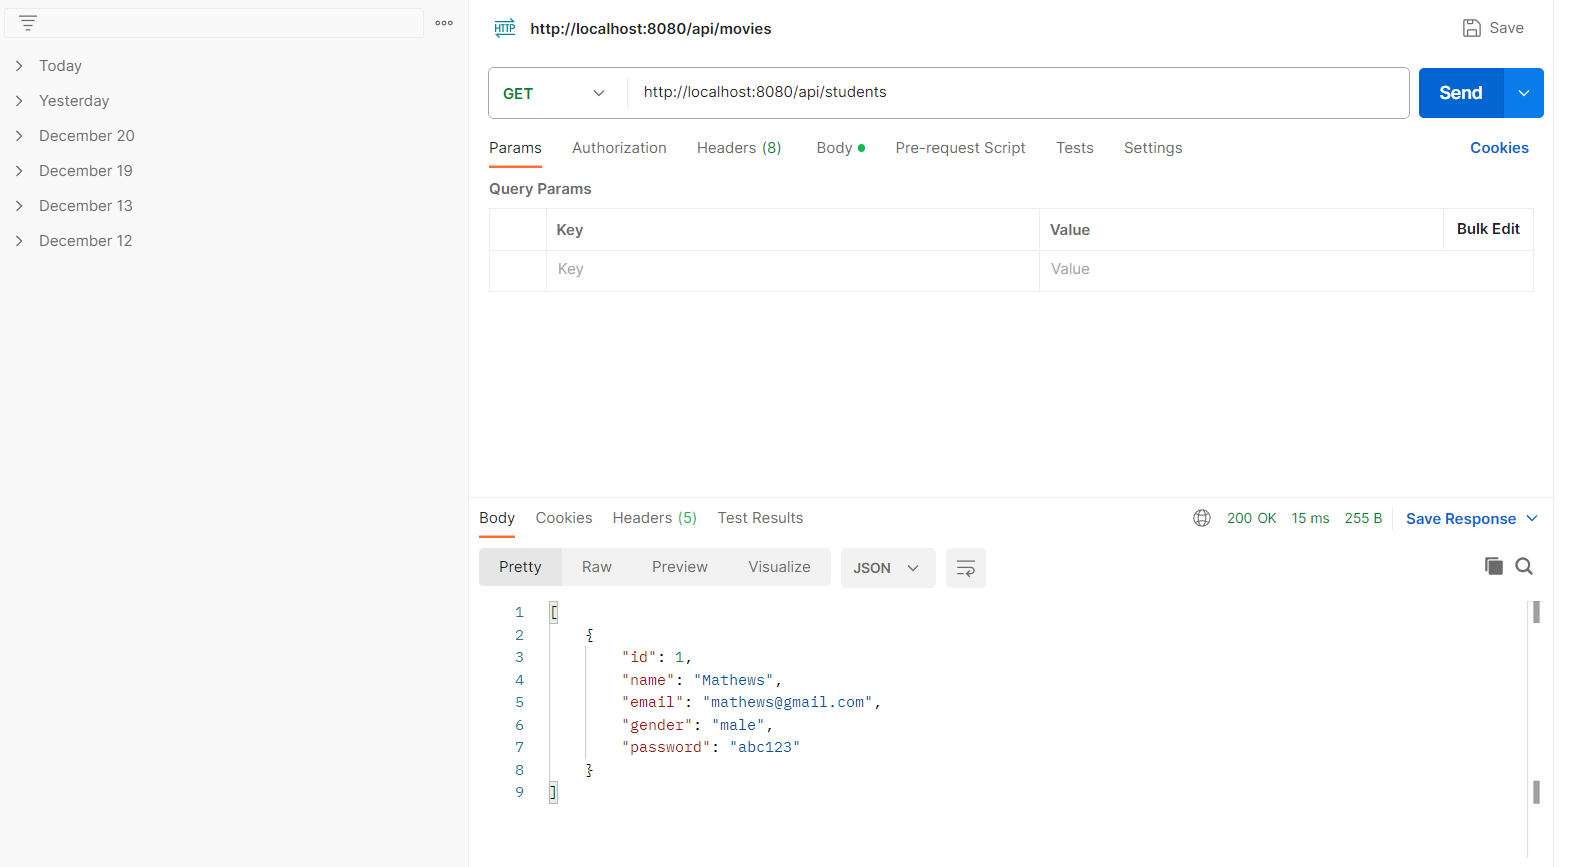 Today
Yesterday
December 20
December 19
December 13
December 12
HTTP http://localhost:8080/api/movies Save
GET http://localhost:8080/api/students Send
Params Authorization Headers (8) Body Pre-request Script Tests Settings Cookies
Query Params
Key Value Bulk Edit
Key Value
Body Cookies Headers (5) Test Results 200 OK 15 ms 255 B Save Response
Pretty Raw Preview Visualize JSON
1 [
2 {
3 "id": 1,
4 "name": "Mathews",
5 "email": "mathews@gmail.com",
6 "gender": "male",
7 "password": "abc123"
8 }
9 ]